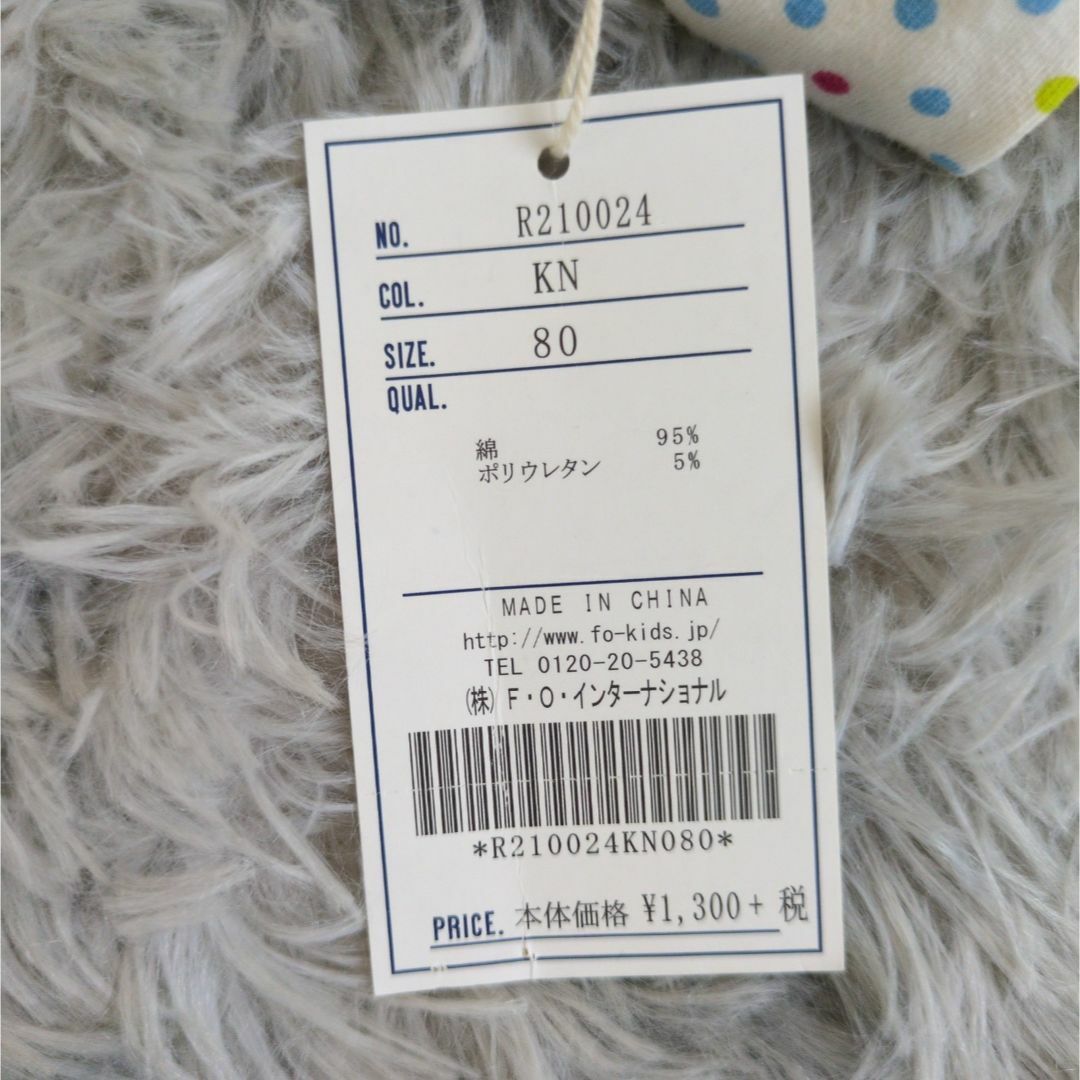 NO. R210024
COL. KN
SIZE. 80
QUAL.
綿 95%
ポリウレタン 5%
MADE IN CHINA
http://www.fo-kids.jp/
TEL 0120-20-5438
(株) F・O・インターナショナル
*R210024KN080*
PRICE. 本体価格 ¥1,300+ 税